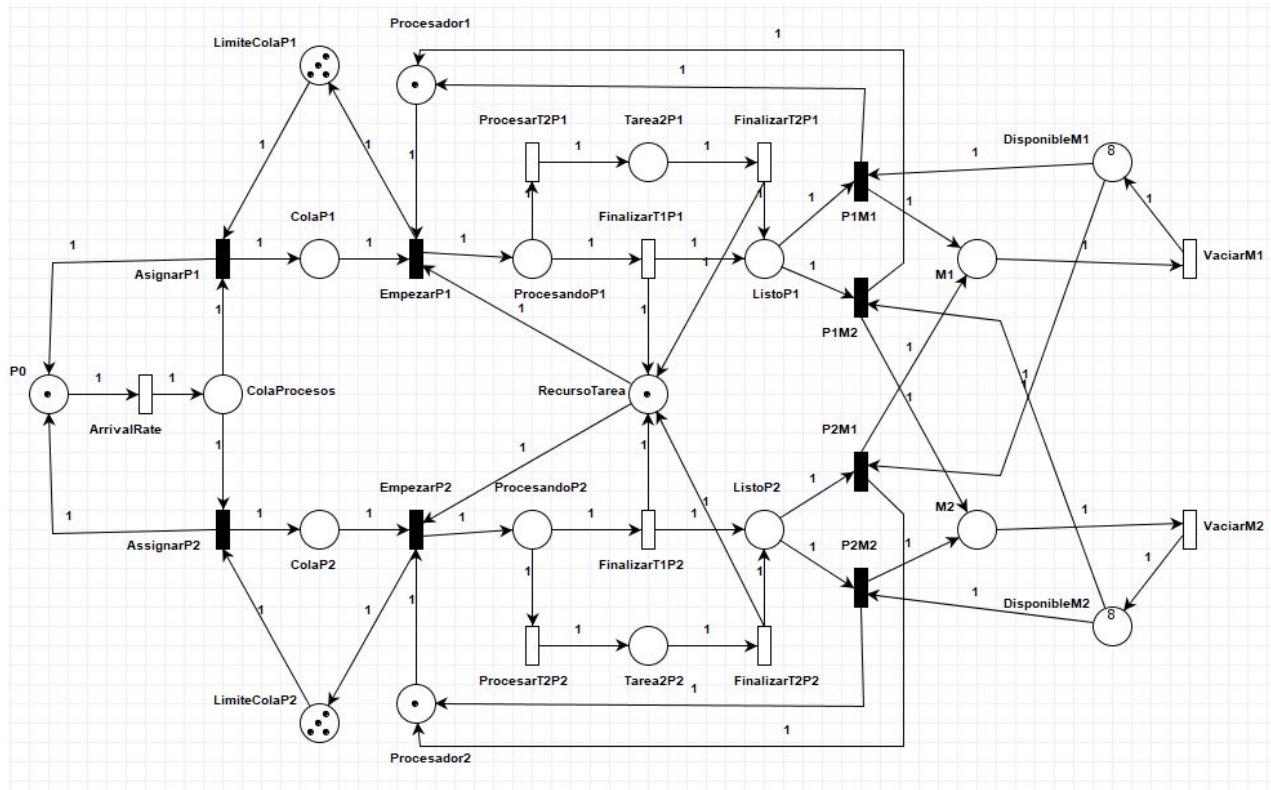 Procesador1
1
LimiteColaP1
1
ProcesarT2P1
Tarea2P1
FinalizarT2P1
DisponibleM1
8
1
1
1
1
1
1
1
1
1
1
1
P1M1
1
ColaP1
FinalizarT1P1
1
1
1
1
1
1
1
1
1
VaciarM1
AsignarP1
EmpezarP1
ProcesandoP1
ListoP1
M1
1
1
1
P1M2
P0
1
1
ColaProcesos
RecursoTarea
1
1
1
1
ArrivalRate
P2M1
1
1
1
1
EmpezarP2
ProcesandoP2
ListoP2
1
M2
1
1
1
1
1
1
1
1
VaciarM2
AssignarP2
ColaP2
FinalizarT1P2
P2M2
1
1
1
1
1
1
1
1
1
DisponibleM2
8
1
1
ProcesarT2P2
Tarea2P2
FinalizarT2P2
1
LimiteColaP2
1
Procesador2